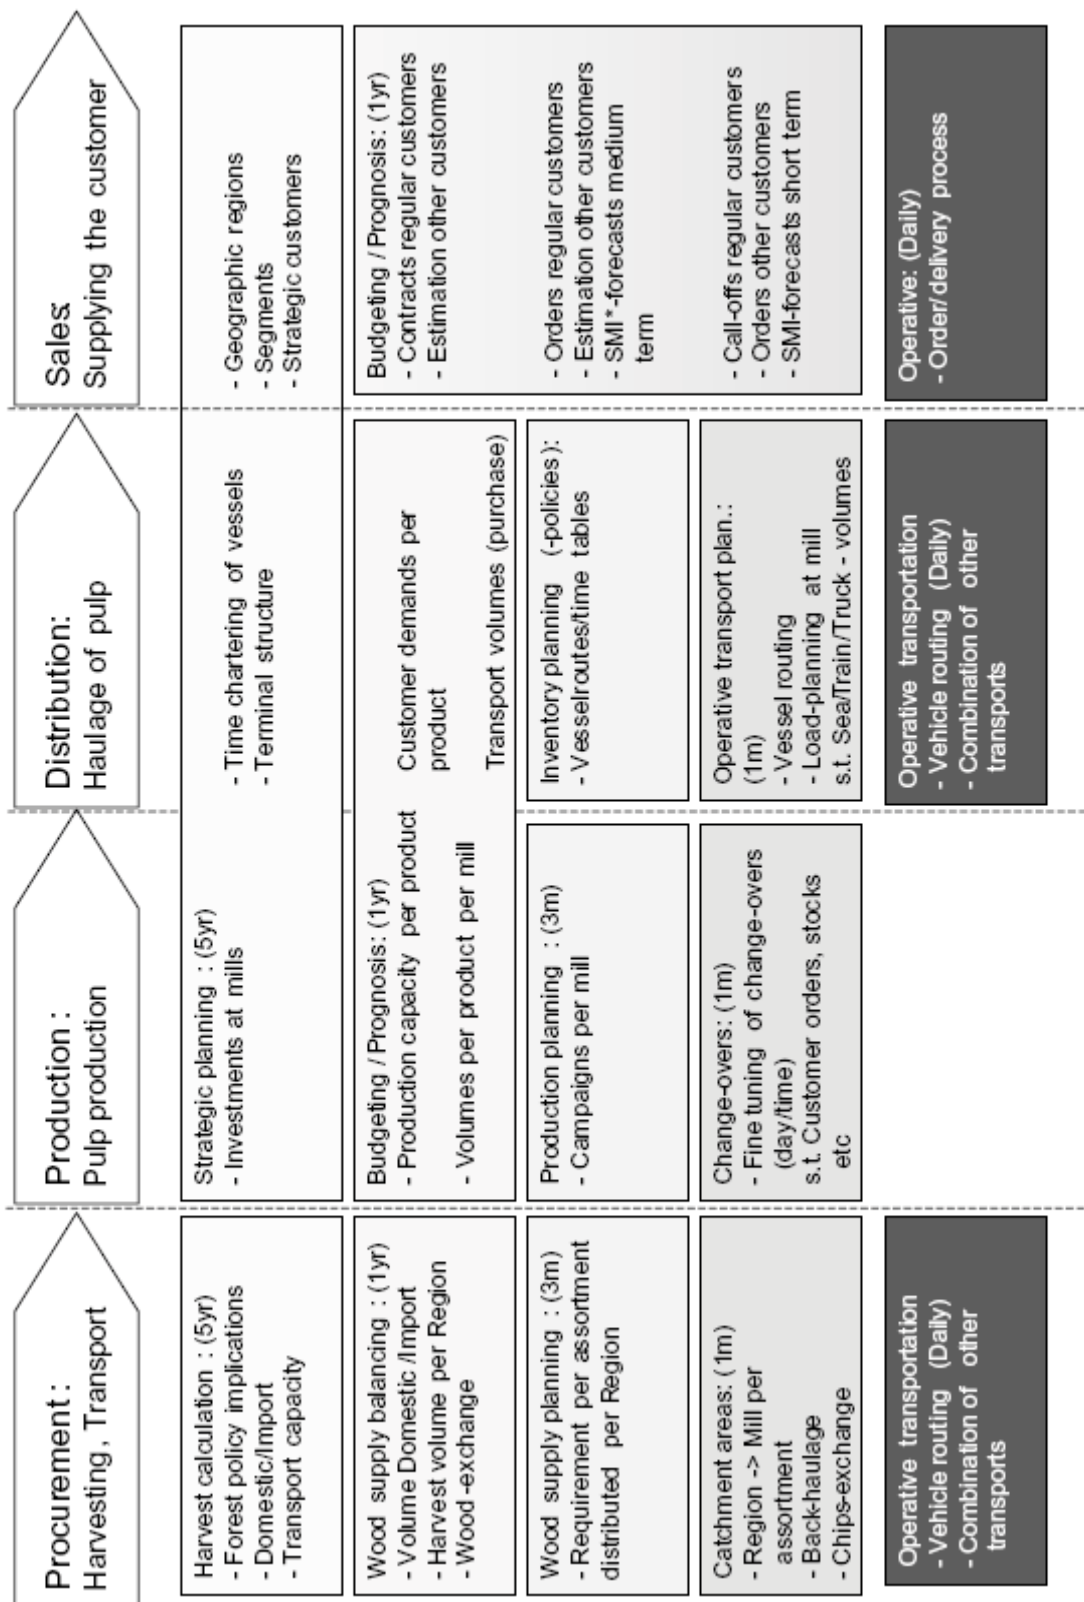 Procurement :
Harvesting, Transport
Production :
Pulp production
Distribution:
Haulage of pulp
Sales:
Supplying the customer
Harvest calculation : (5yr)
- Forest policy implications
- Domestic/Import
- Transport capacity
Strategic planning : (5yr)
- Investments at mills
- Time chartering of vessels
- Terminal structure
- Geographic regions
- Segments
- Strategic customers
Wood supply balancing : (1yr)
- Volume Domestic /Import
- Harvest volume per Region
- Wood -exchange
Budgeting / Prognosis: (1yr)
- Production capacity per product
- Volumes per product per mill
Customer demands per
product
Transport volumes (purchase)
Budgeting / Prognosis: (1yr)
- Contracts regular customers
- Estimation other customers
Wood supply planning : (3m)
- Requirement per assortment
distributed per Region
Production planning : (3m)
- Campaigns per mill
Inventory planning (-policies ):
- Vesselroutes/time tables
- Orders regular customers
- Estimation other customers
- SMI*-forecasts medium
term
Catchment areas: (1m)
- Region -> Mill per
assortment
- Back-haulage
- Chips-exchange
Change-overs: (1m)
- Fine tuning of change-overs
(day/time)
s.t. Customer orders, stocks
etc
Operative transport plan.:
(1m)
- Vessel routing
- Load-planning at mill
s.t. Sea/Train/Truck - volumes
- Call-offs regular customers
- Orders other customers
- SMI-forecasts short term
Operative transportation
- Vehicle routing (Daily)
- Combination of other
transports
Operative transportation
- Vehicle routing (Daily)
- Combination of other
transports
Operative: (Daily)
- Order/delivery process